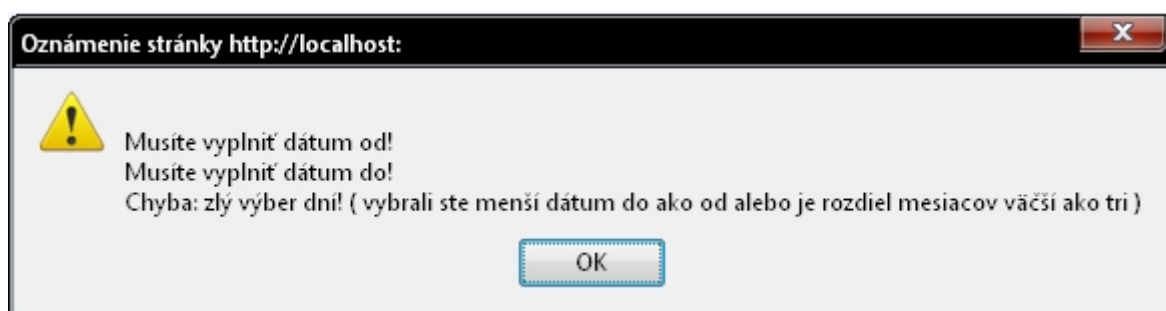 Oznámenie stránky http://localhost:
Musíte vyplniť dátum od!
Musíte vyplniť dátum do!
Chyba: zlý výber dní! ( vybrali ste menší dátum do ako od alebo je rozdiel mesiacov väčší ako tri )
OK